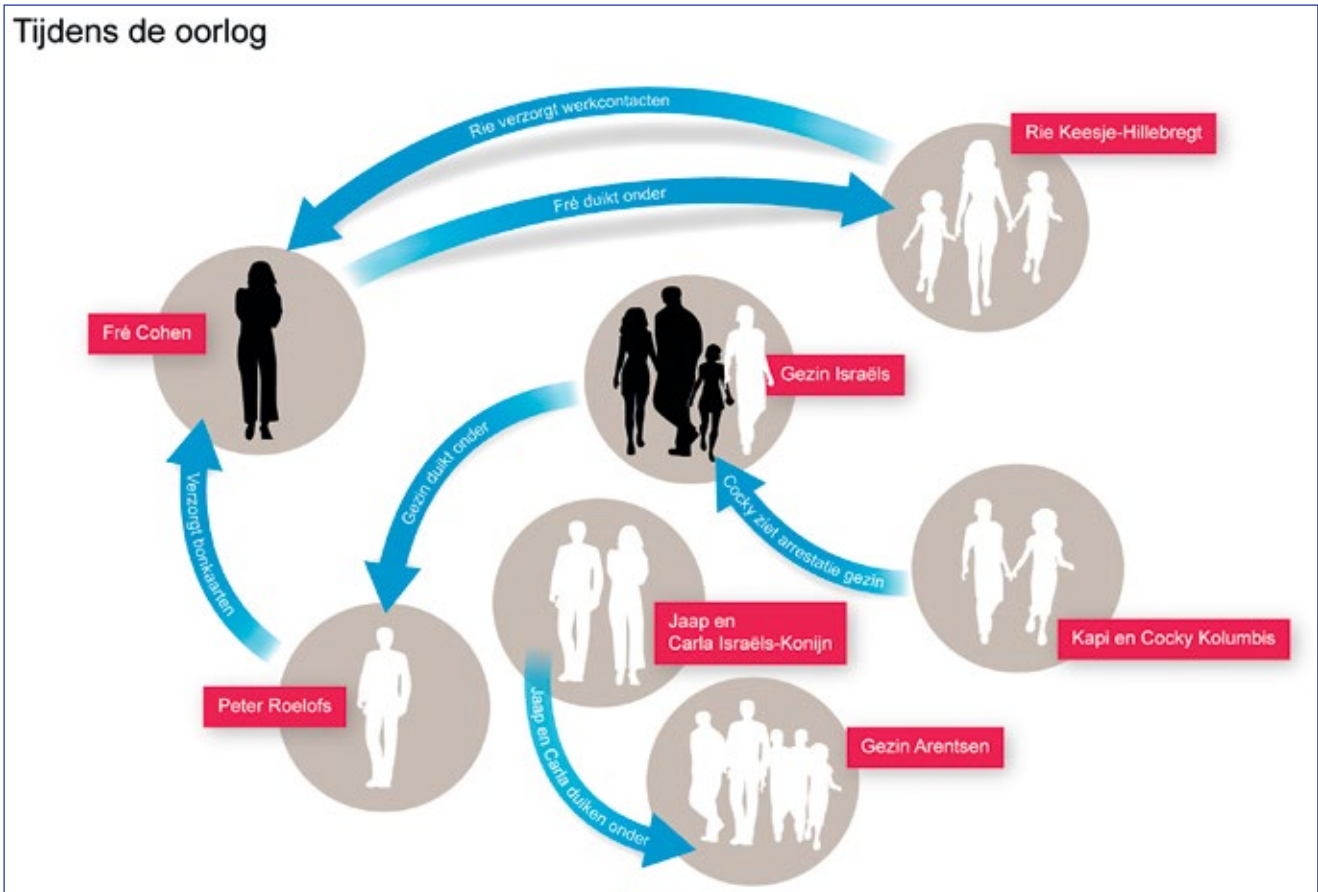 Tijdens de oorlog
Rie verzorgt werkcontacten
Rie Keesje-Hillebregt
Fré duikt onder
Fré Cohen
Gezin Israëls
Gezin duikt onder
Verzorgt bonkaarten
Cocky ziet arrestatie gezin
Jaap en
Carla Israëls-Konijn
Kapi en Cocky Kolumbis
Peter Roelofs
Jaap en Carla duiken onder
Gezin Arentsen